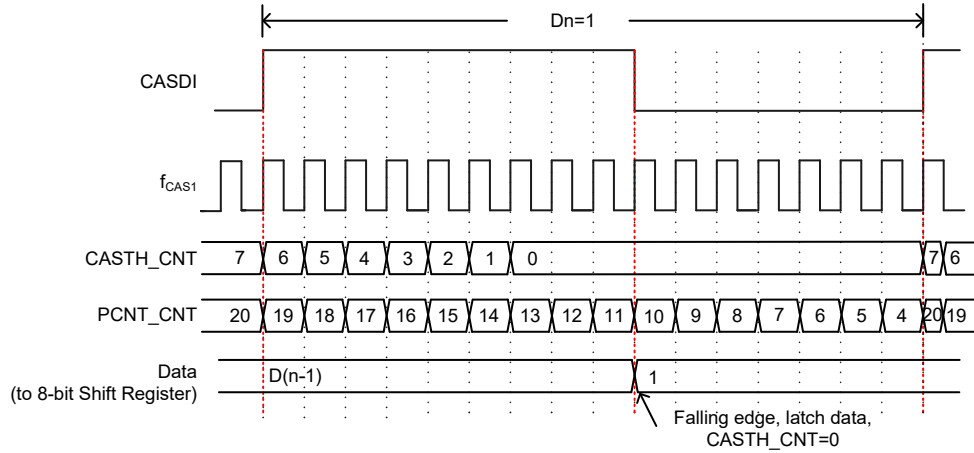 Dn=1
CASDI
fCAS1
CASTH_CNT 7 6 5 4 3 2 1 0 7 6
PCNT_CNT 20 19 18 17 16 15 14 13 12 11 10 9 8 7 6 5 4 20 19
Data D(n-1) 1
(to 8-bit Shift Register)
Falling edge, latch data,
CASTH_CNT=0